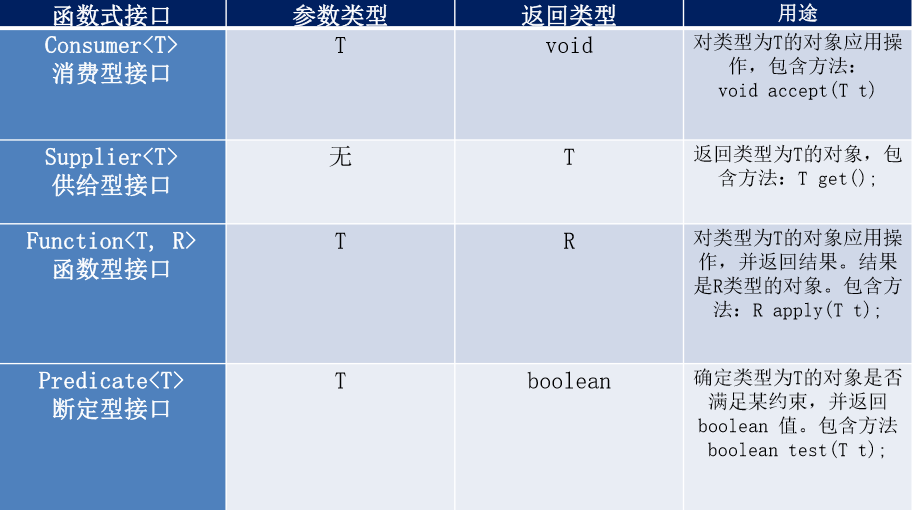 函数式接口
参数类型
返回类型
用途
Consumer<T>
消费型接口
T
void
对类型为T的对象应用操
作，包含方法：
void accept(T t)
Supplier<T>
供给型接口
无
T
返回类型为T的对象，包
含方法：T get();
Function<T, R>
函数型接口
T
R
对类型为T的对象应用操
作，并返回结果。结果
是R类型的对象。包含方
法：R apply(T t);
Predicate<T>
断定型接口
T
boolean
确定类型为T的对象是否
满足某约束，并返回
boolean 值。包含方法
boolean test(T t);